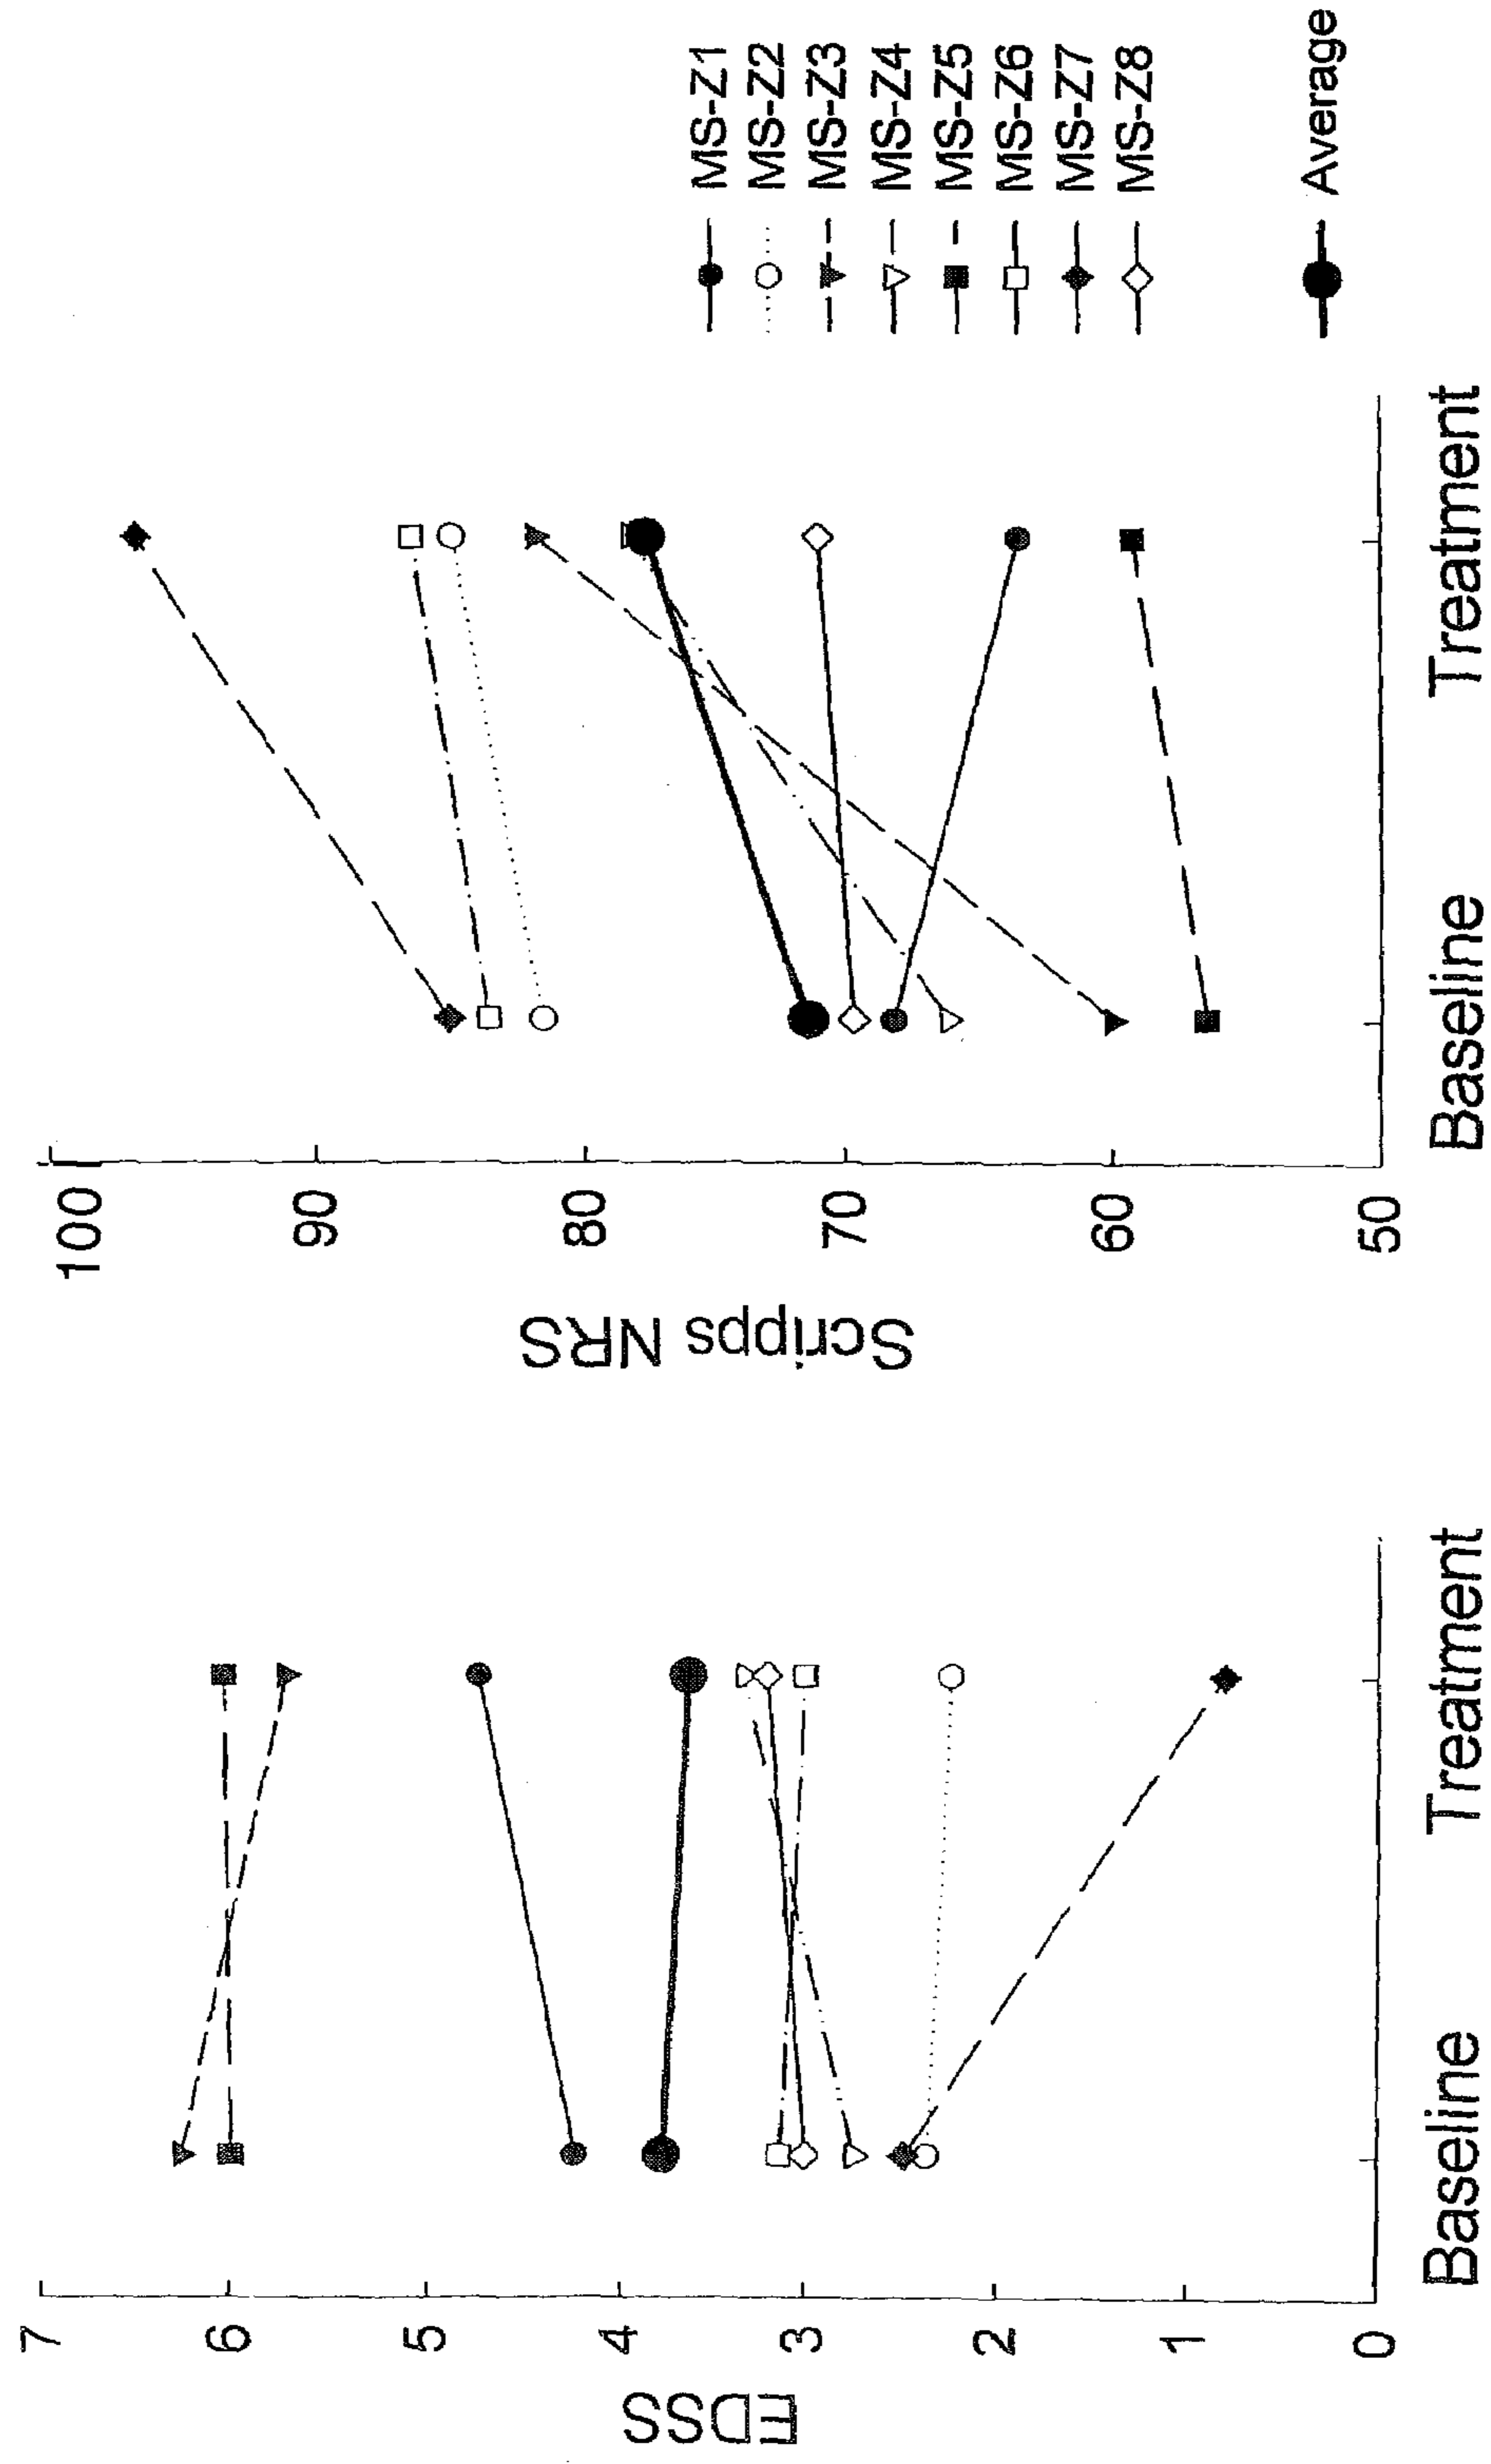 EDSS
7
6
5
4
3
2
1
0
Baseline Treatment
Scripps NRS
100
90
80
70
60
50
Baseline Treatment
MS-Z1
MS-Z2
MS-Z3
MS-Z4
MS-Z5
MS-Z6
MS-Z7
MS-Z8
Average